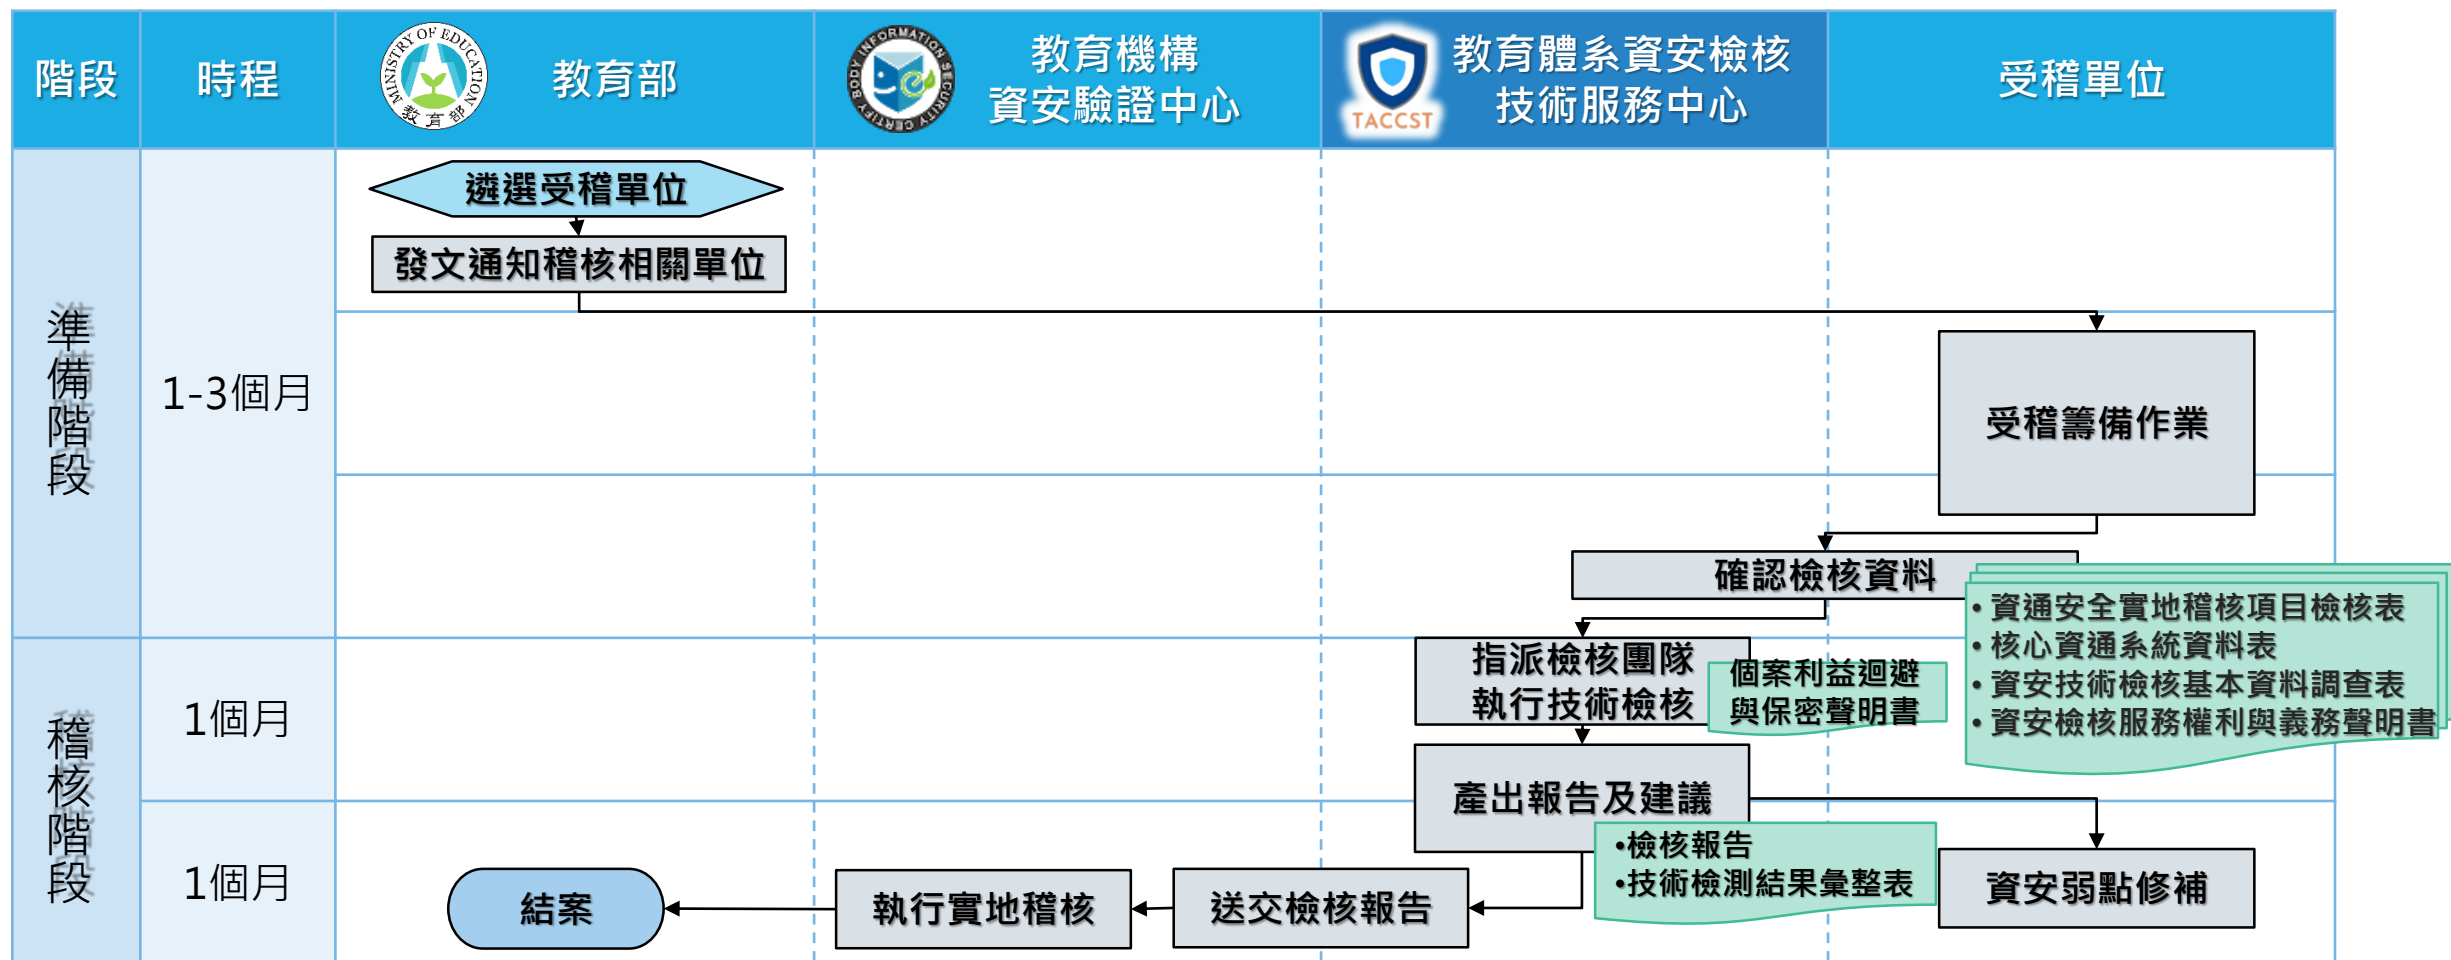 階段
時程
MINISTRY OF EDUCATION
教育部
教育部
BODY INFORMATION SECURITY CERTIFY
教育機構
資安驗證中心
TACCST
教育體系資安檢核
技術服務中心
受稽單位
準備階段
1-3個月
遴選受稽單位
發文通知稽核相關單位
受稽籌備作業
確認檢核資料
•資通安全實地稽核項目檢核表
•核心資通系統資料表
•資安技術檢核基本資料調查表
•資安檢核服務權利與義務聲明書
稽核階段
1個月
指派檢核團隊
執行技術檢核
個案利益迴避
與保密聲明書
產出報告及建議
•檢核報告
•技術檢測結果彙整表
1個月
結案
執行實地稽核
送交檢核報告
資安弱點修補